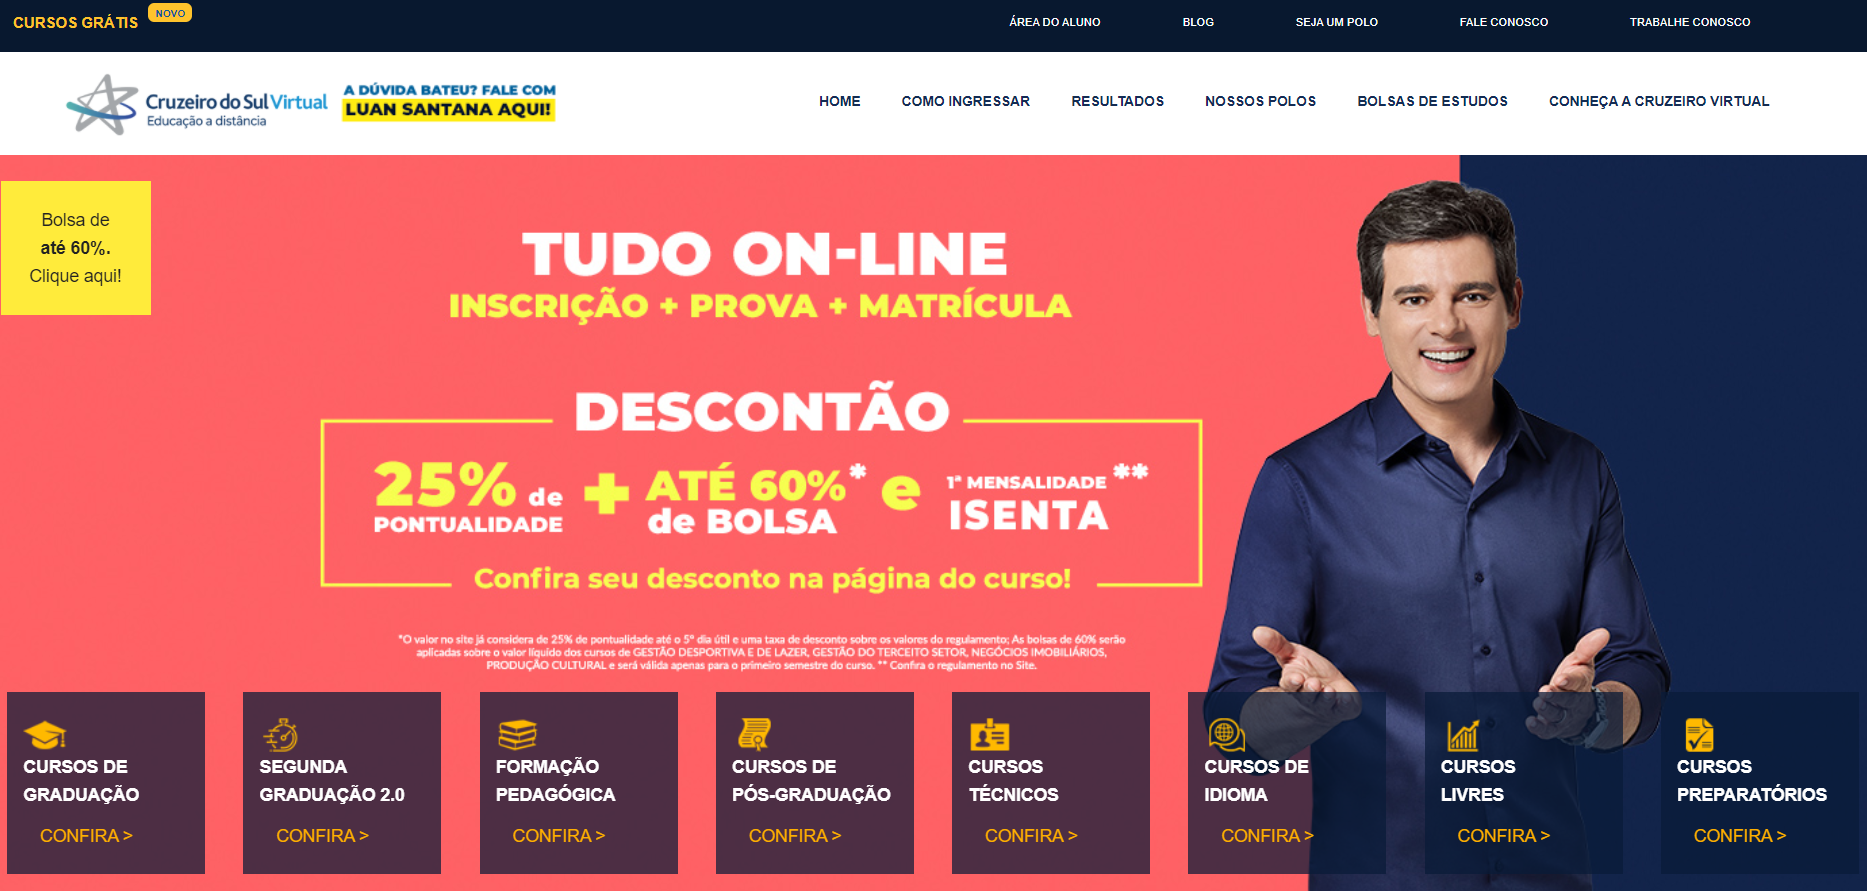 CURSOS GRÁTIS
NOVO
ÁREA DO ALUNO
BLOG
SEJA UM POLO
FALE CONOSCO
TRABALHE CONOSCO
Cruzeiro do Sul Virtual
Educação a distância
A DÚVIDA BATEU? FALE COM
LUAN SANTANA AQUI!
HOME
COMO INGRESSAR
RESULTADOS
NOSSOS POLOS
BOLSAS DE ESTUDOS
CONHEÇA A CRUZEIRO VIRTUAL
Bolsa de
até 60%.
Clique aqui!
TUDO ON-LINE
INSCRIÇÃO + PROVA + MATRÍCULA
DESCONTÃO
25% de
PONTUALIDADE
+
ATÉ 60%*
de BOLSA
e
1ª MENSALIDADE **
ISENTA
Confira seu desconto na página do curso!
*O valor no site já considera de 25% de pontualidade até o 5º dia útil e uma taxa de desconto sobre os valores do regulamento; As bolsas de 60% serão
aplicadas sobre o valor líquido dos cursos de GESTÃO DESPORTIVA E DE LAZER, GESTÃO DO TERCEITO SETOR, NEGÓCIOS IMOBILIÁRIOS,
PRODUÇÃO CULTURAL e será válida apenas para o primeiro semestre do curso. ** Confira o regulamento no Site.
CURSOS DE
GRADUAÇÃO
CONFIRA >
SEGUNDA
GRADUAÇÃO 2.0
CONFIRA >
FORMAÇÃO
PEDAGÓGICA
CONFIRA >
CURSOS DE
PÓS-GRADUAÇÃO
CONFIRA >
CURSOS
TÉCNICOS
CONFIRA >
CURSOS DE
IDIOMA
CONFIRA >
CURSOS
LIVRES
CONFIRA >
CURSOS
PREPARATÓRIOS
CONFIRA >